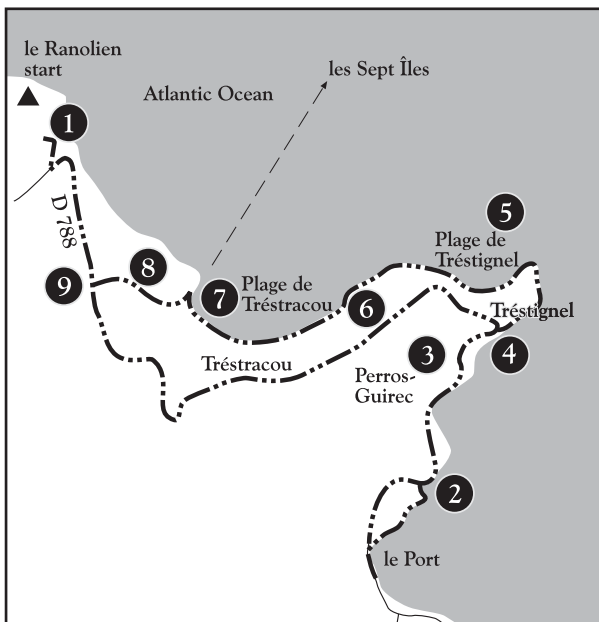 le Ranolien
start
les Sept Îles
Atlantic Ocean
1
D 788
5
Plage de
Tréstignel
8
9
7
Plage de
Tréstracou
6
Tréstignel
Tréstracou
3
4
Perros-
Guirec
2
le Port